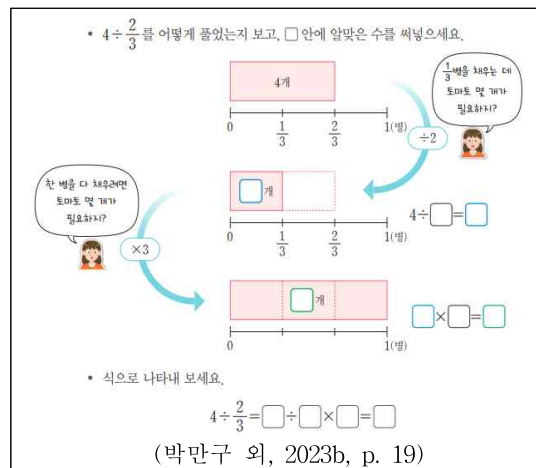 • 4÷2/3를 어떻게 풀었는지 보고, □ 안에 알맞은 수를 써넣으세요.
4개
0 1/3 2/3 1(병)
1/3병을 채우는 데
토마토 몇 개가
필요하지?
÷2
□개
0 1/3 2/3 1(병)
4÷□=□
한 병을 다 채우려면
토마토 몇 개가
필요하지?
×3
□개
0 1/3 2/3 1(병)
□×□=□
• 식으로 나타내 보세요.
4÷2/3=□÷□×□=□
(박만구 외, 2023b, p. 19)